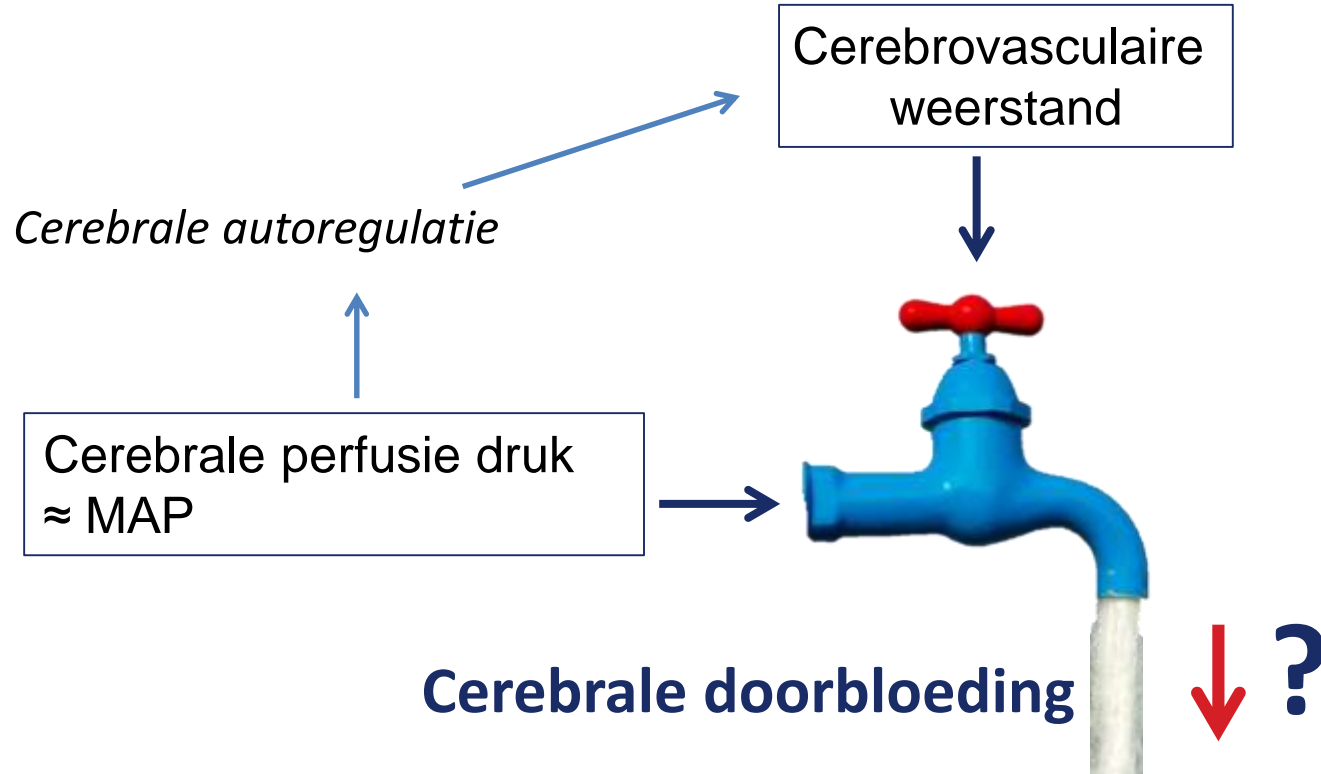 Cerebrovasculaire
weerstand
Cerebrale autoregulatie
Cerebrale perfusie druk
≈ MAP
Cerebrale doorbloeding
?